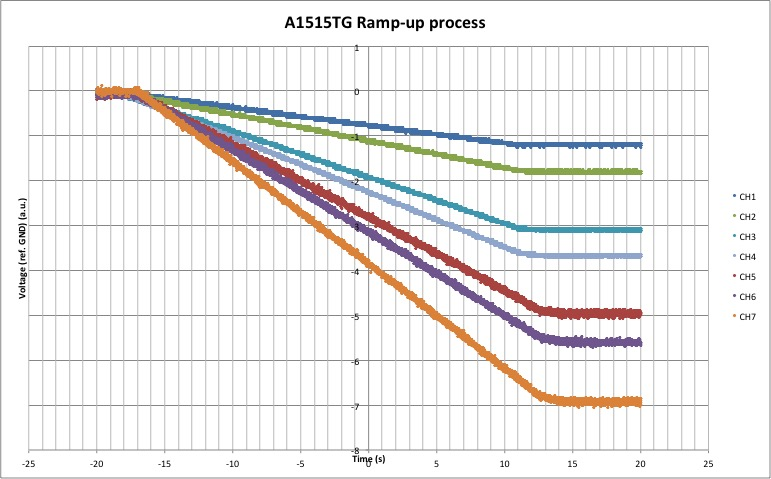 A1515TG Ramp-up process
1
0
-1
-2
-3
-4
-5
-6
-7
-8
Voltage (ref. GND) (a.u.)
-25 -20 -15 -10 -5 0 5 10 15 20 25
Time (s)
CH1
CH2
CH3
CH4
CH5
CH6
CH7